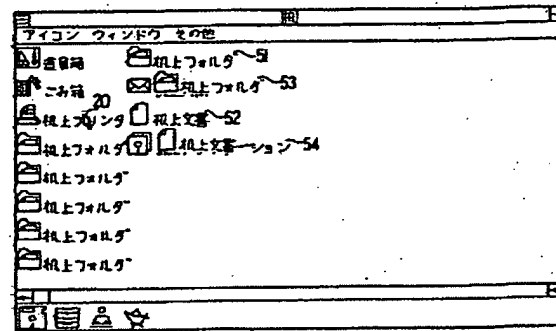 アイコン ウィンドウ その他
道具箱 机上フォルダ 51
ごみ箱 机上フォルダ 53
20
机上プリンタ 机上文書 52
机上フォルダ 机上文書 ーション 54
机上フォルダ
机上フォルダ
机上フォルダ
机上フォルダ